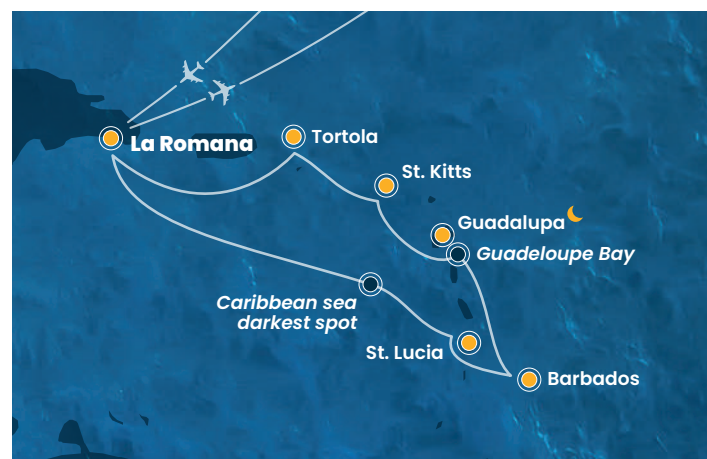 La Romana
Tortola
St. Kitts
Guadalupa
Guadeloupe Bay
Caribbean sea
darkest spot
St. Lucia
Barbados